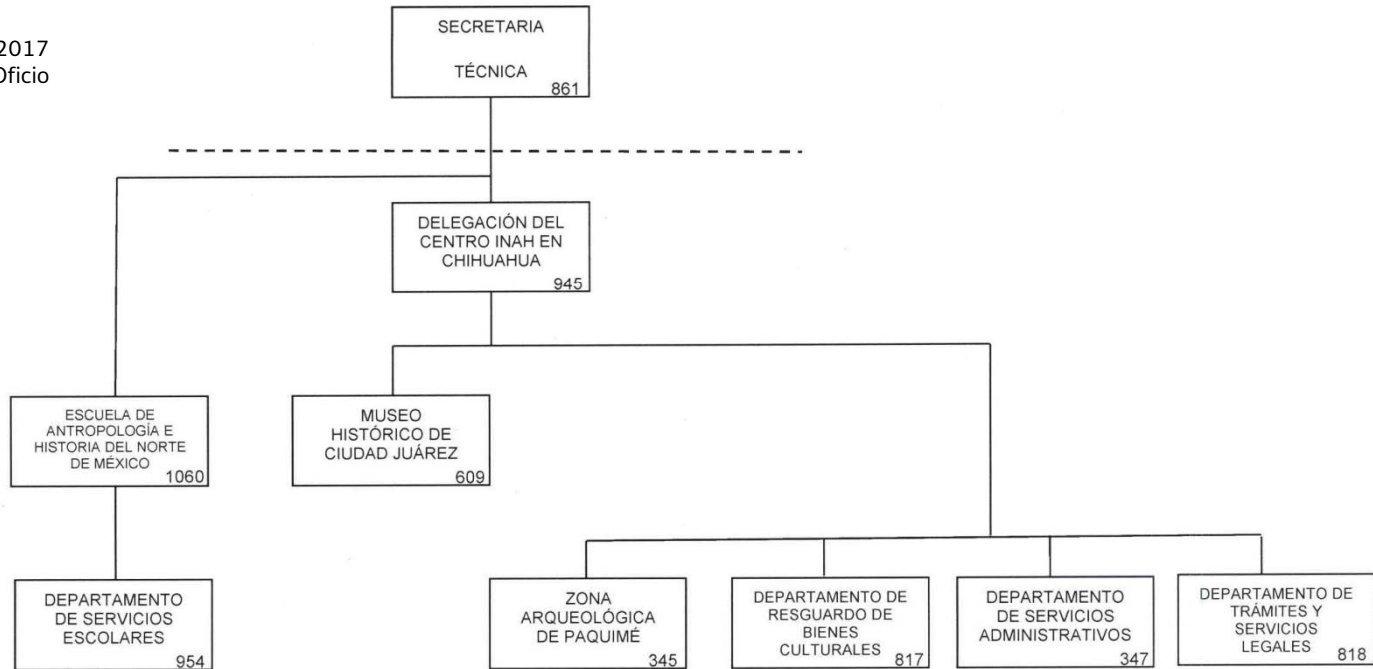 2017
Oficio
SECRETARIA
TÉCNICA
861
DELEGACIÓN DEL
CENTRO INAH EN
CHIHUAHUA
945
ESCUELA DE
ANTROPOLOGÍA E
HISTORIA DEL NORTE
DE MÉXICO
1060
MUSEO
HISTÓRICO DE
CIUDAD JUÁREZ
609
DEPARTAMENTO
DE SERVICIOS
ESCOLARES
954
ZONA
ARQUEOLÓGICA
DE PAQUIMÉ
345
DEPARTAMENTO DE
RESGUARDO DE
BIENES
CULTURALES
817
DEPARTAMENTO
DE SERVICIOS
ADMINISTRATIVOS
347
DEPARTAMENTO DE
TRÁMITES Y
SERVICIOS
LEGALES
818